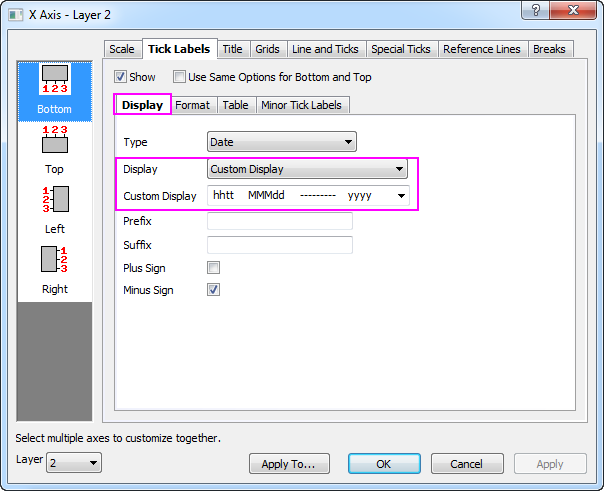 X Axis - Layer 2
?
Scale Tick Labels Title Grids Line and Ticks Special Ticks Reference Lines Breaks
Show Use Same Options for Bottom and Top
1 2 3
Bottom
1 2 3
Top
1
2
3
Left
1
2
3
Right
Display Format Table Minor Tick Labels
Type Date
Display Custom Display
Custom Display hhtt MMMdd --------- yyyy
Prefix
Suffix
Plus Sign
Minus Sign
Select multiple axes to customize together.
Layer 2 Apply To... OK Cancel Apply